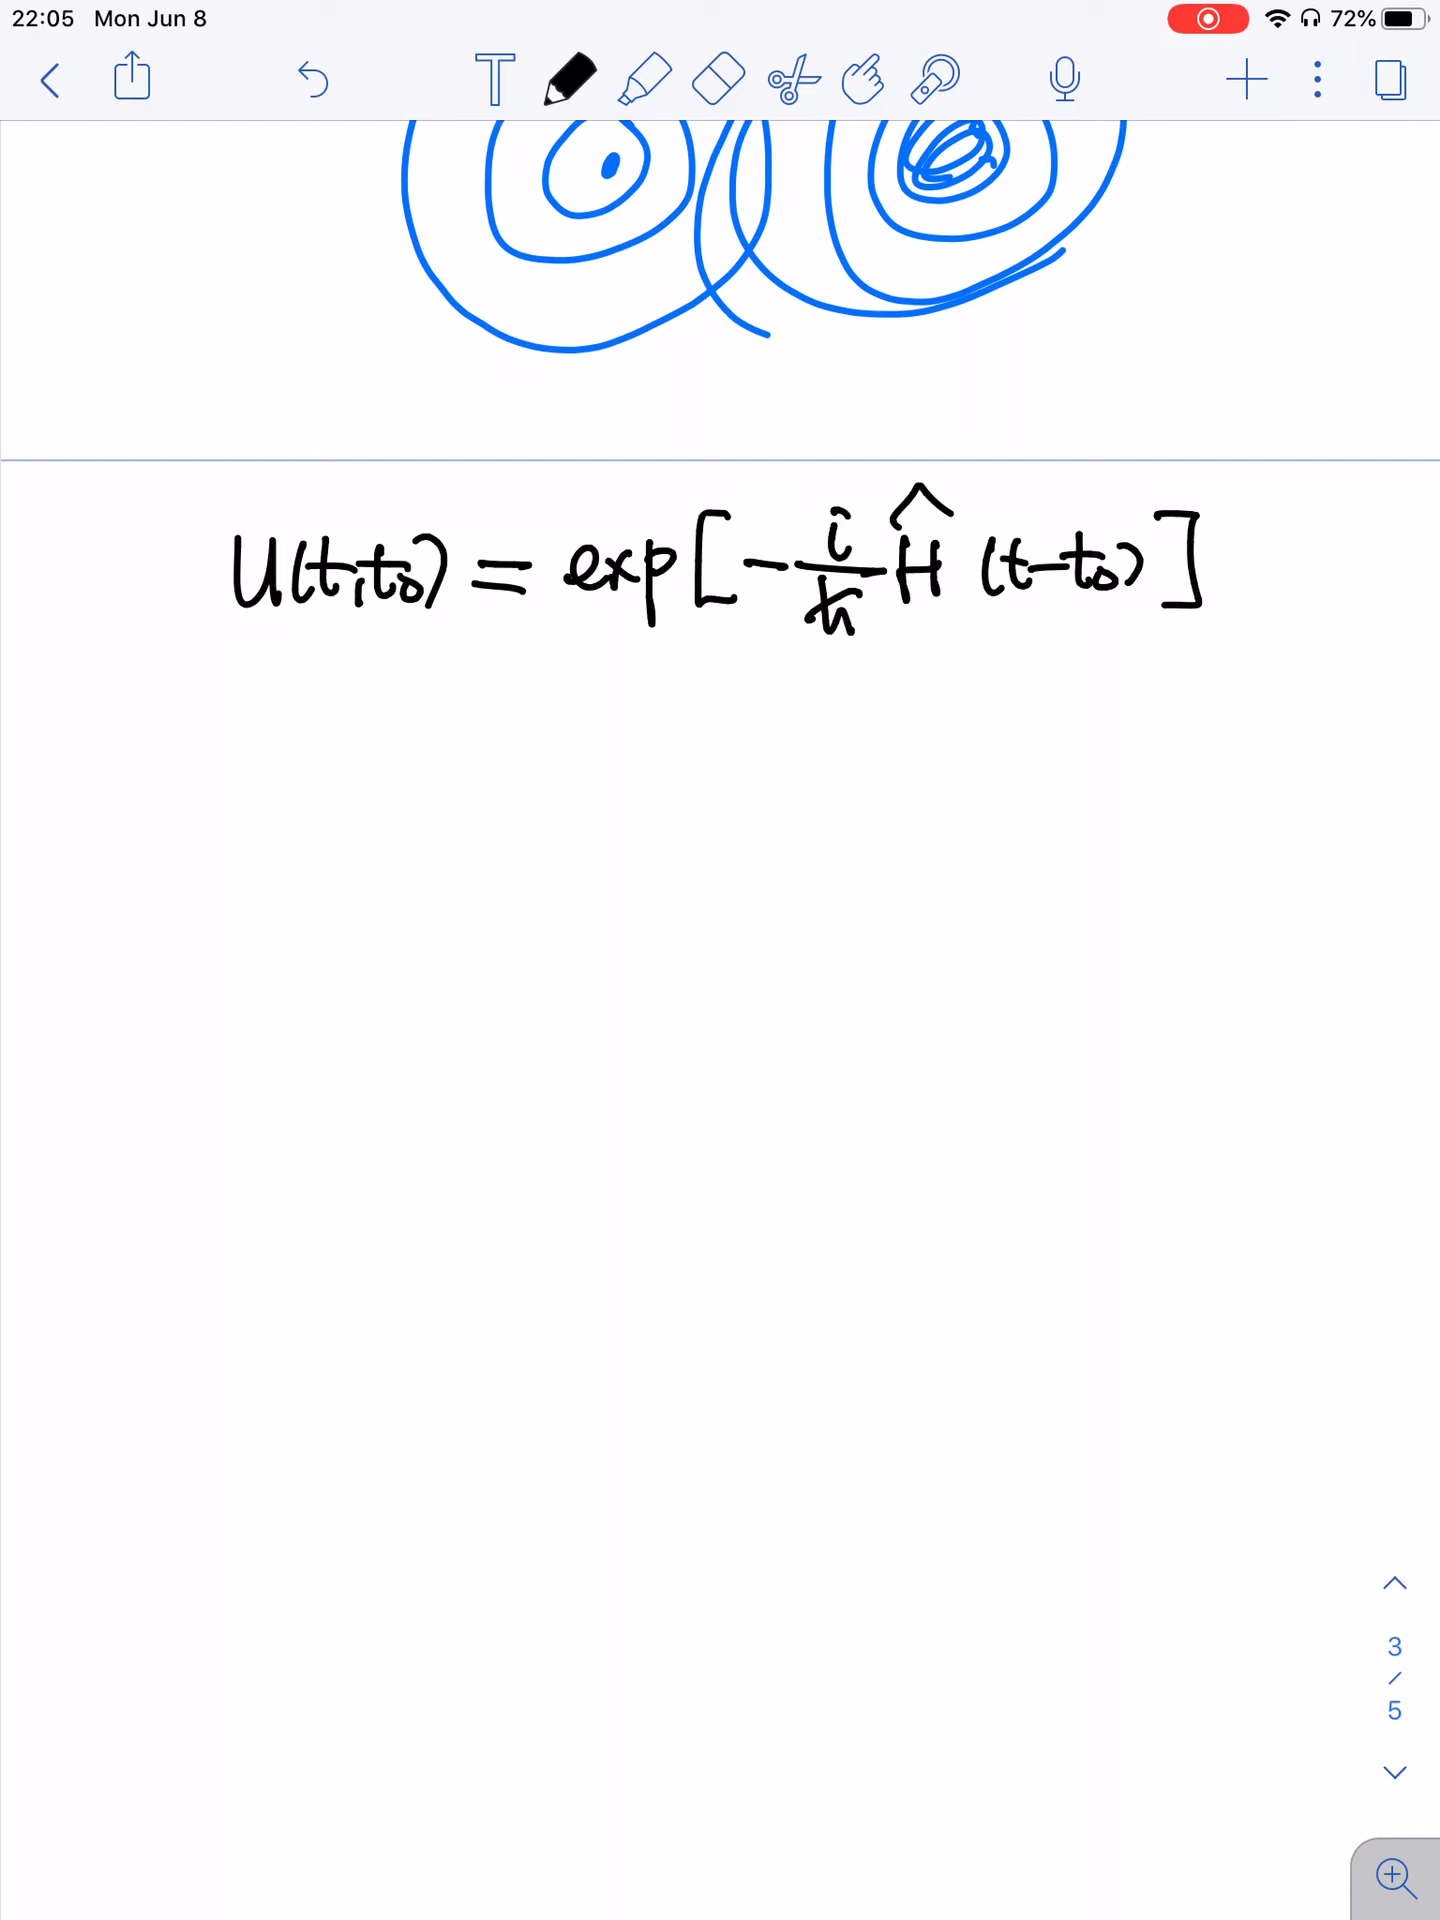 22:05 Mon Jun 8 72%
T
U(t,t₀) = exp[-i/ħ Ĥ (t-t₀)]
3
/
5